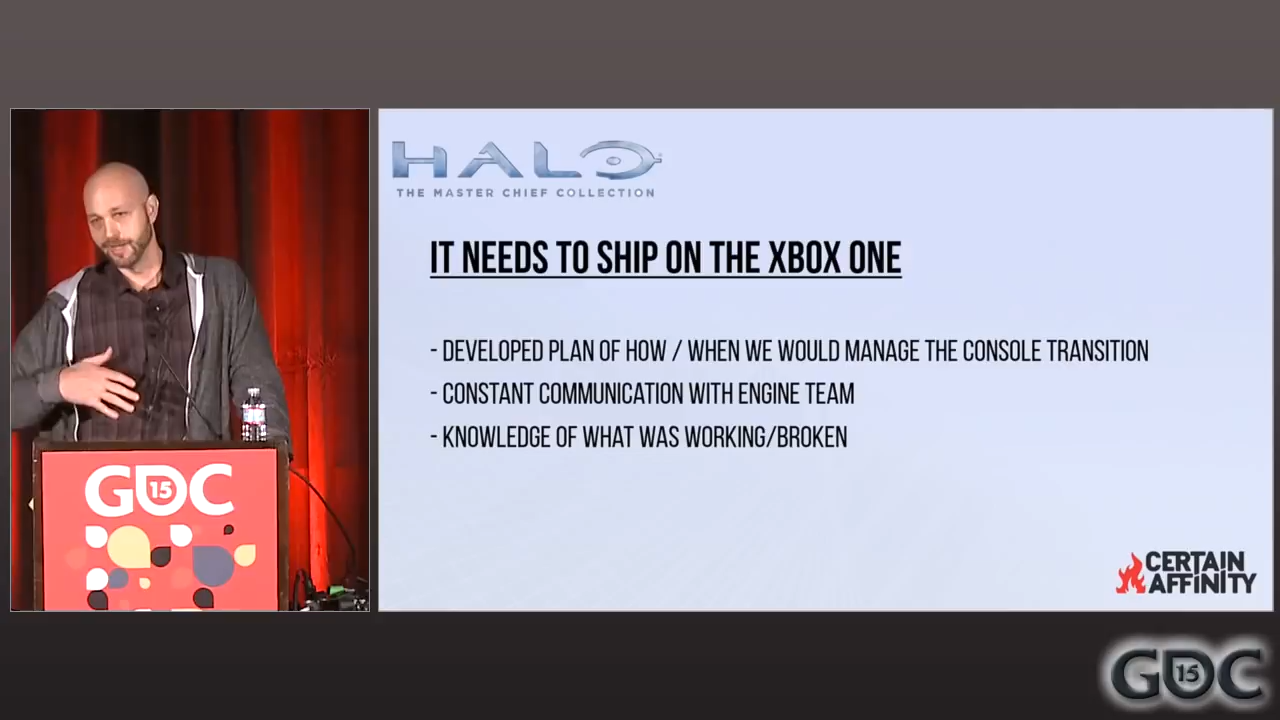 HALO
THE MASTER CHIEF COLLECTION
IT NEEDS TO SHIP ON THE XBOX ONE
- DEVELOPED PLAN OF HOW / WHEN WE WOULD MANAGE THE CONSOLE TRANSITION
- CONSTANT COMMUNICATION WITH ENGINE TEAM
- KNOWLEDGE OF WHAT WAS WORKING/BROKEN
GDC 15
CERTAIN
AFFINITY
GDC 15